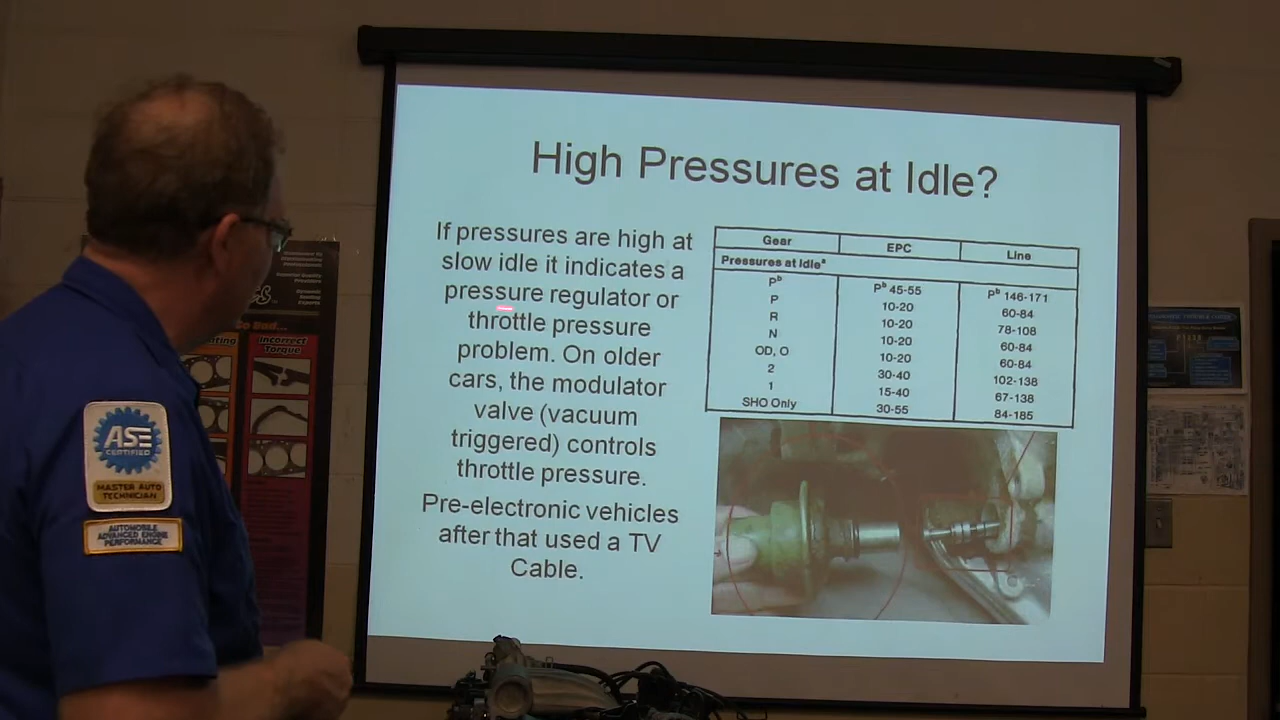 High Pressures at Idle?
If pressures are high at
slow idle it indicates a
pressure regulator or
throttle pressure
problem. On older
cars, the modulator
valve (vacuum
triggered) controls
throttle pressure.
Pre-electronic vehicles
after that used a TV
Cable.
Gear EPC Line
Pressures at Idleᵃ
Pᵇ Pᵇ 45-55 Pᵇ 146-171
P 10-20 60-84
R 10-20 78-108
N 10-20 60-84
OD, O 10-20 60-84
2 30-40 102-138
1 15-40 67-138
SHO Only 30-55 84-185
ASE
CERTIFIED
MASTER AUTO
TECHNICIAN
AUTOMOBILE
ADVANCED ENGINE
PERFORMANCE
Incorrect
Torque